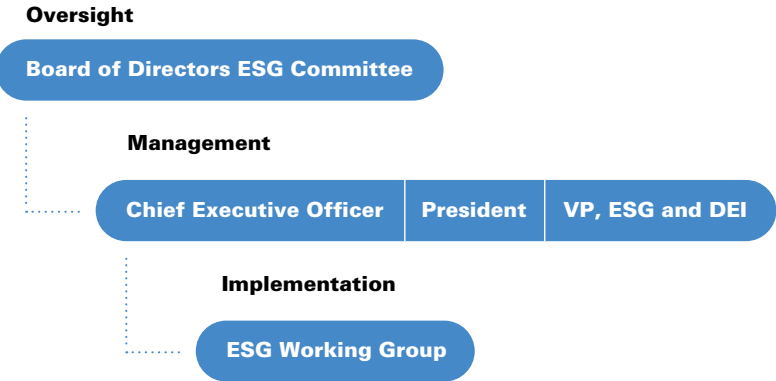 Oversight
Board of Directors ESG Committee
Management
Chief Executive Officer President VP, ESG and DEI
Implementation
ESG Working Group